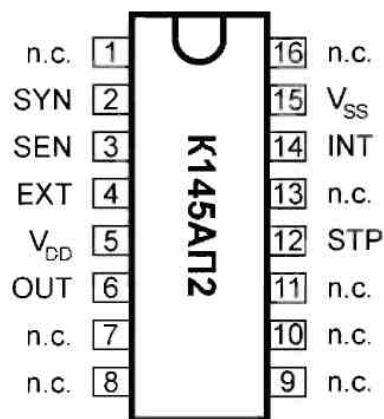 n.c. 1 16 n.c.
SYN 2 15 VSS
SEN 3 14 INT
EXT 4 13 n.c.
VDD 5 12 STP
OUT 6 11 n.c.
n.c. 7 10 n.c.
n.c. 8 9 n.c.
К145АП2